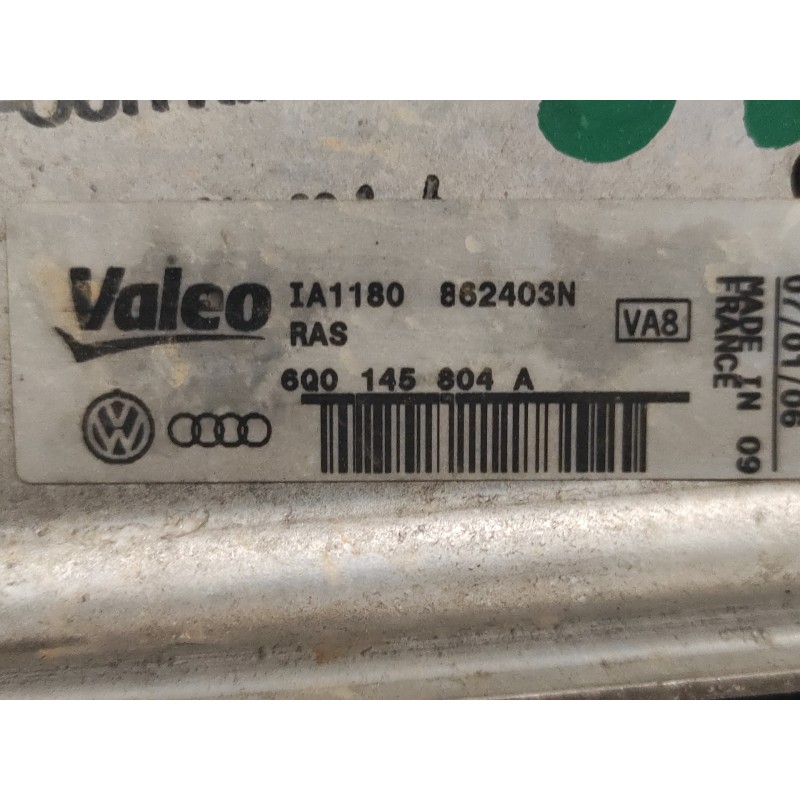 Valeo IA1180 862403N
RAS
VA8
6Q0 145 804 A
MADE IN 09
FRANCE
07/01/06